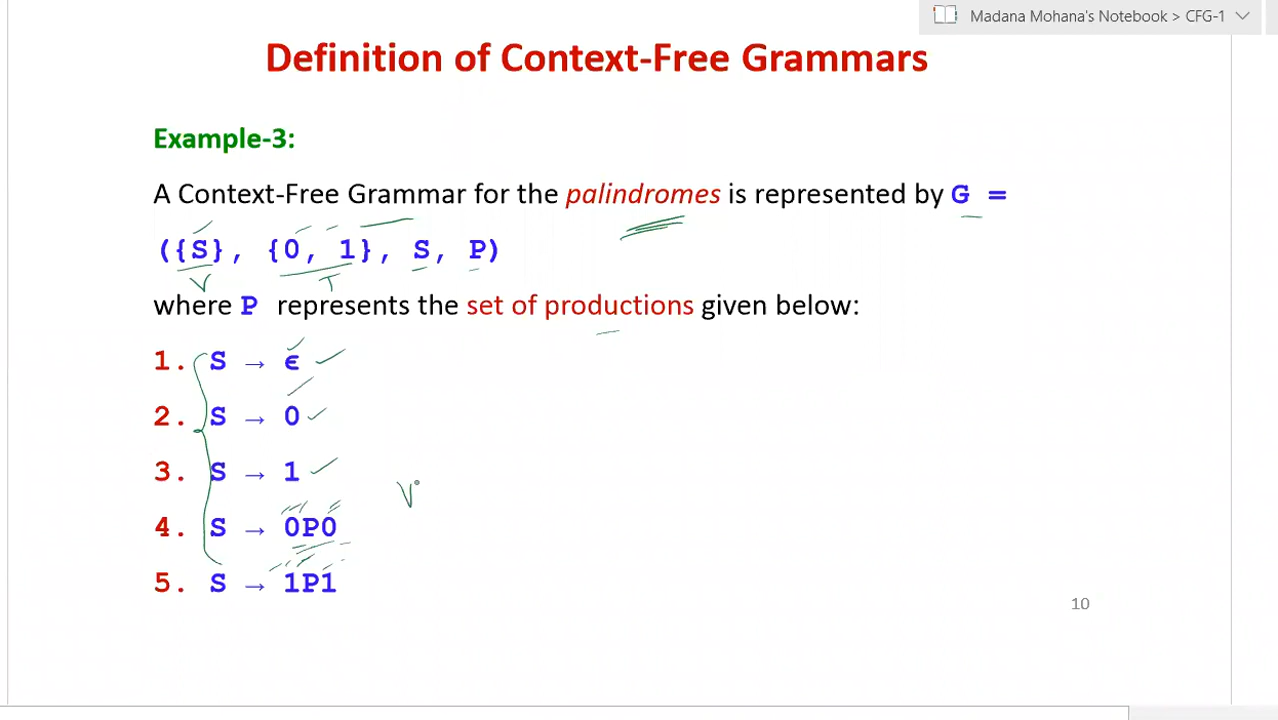 Madana Mohana's Notebook > CFG-1
Definition of Context-Free Grammars
Example-3:
A Context-Free Grammar for the palindromes is represented by G =
({S}, {0, 1}, S, P)
V T
where P represents the set of productions given below:
1. S → ϵ
2. S → 0
3. S → 1
4. S → 0P0
5. S → 1P1
10